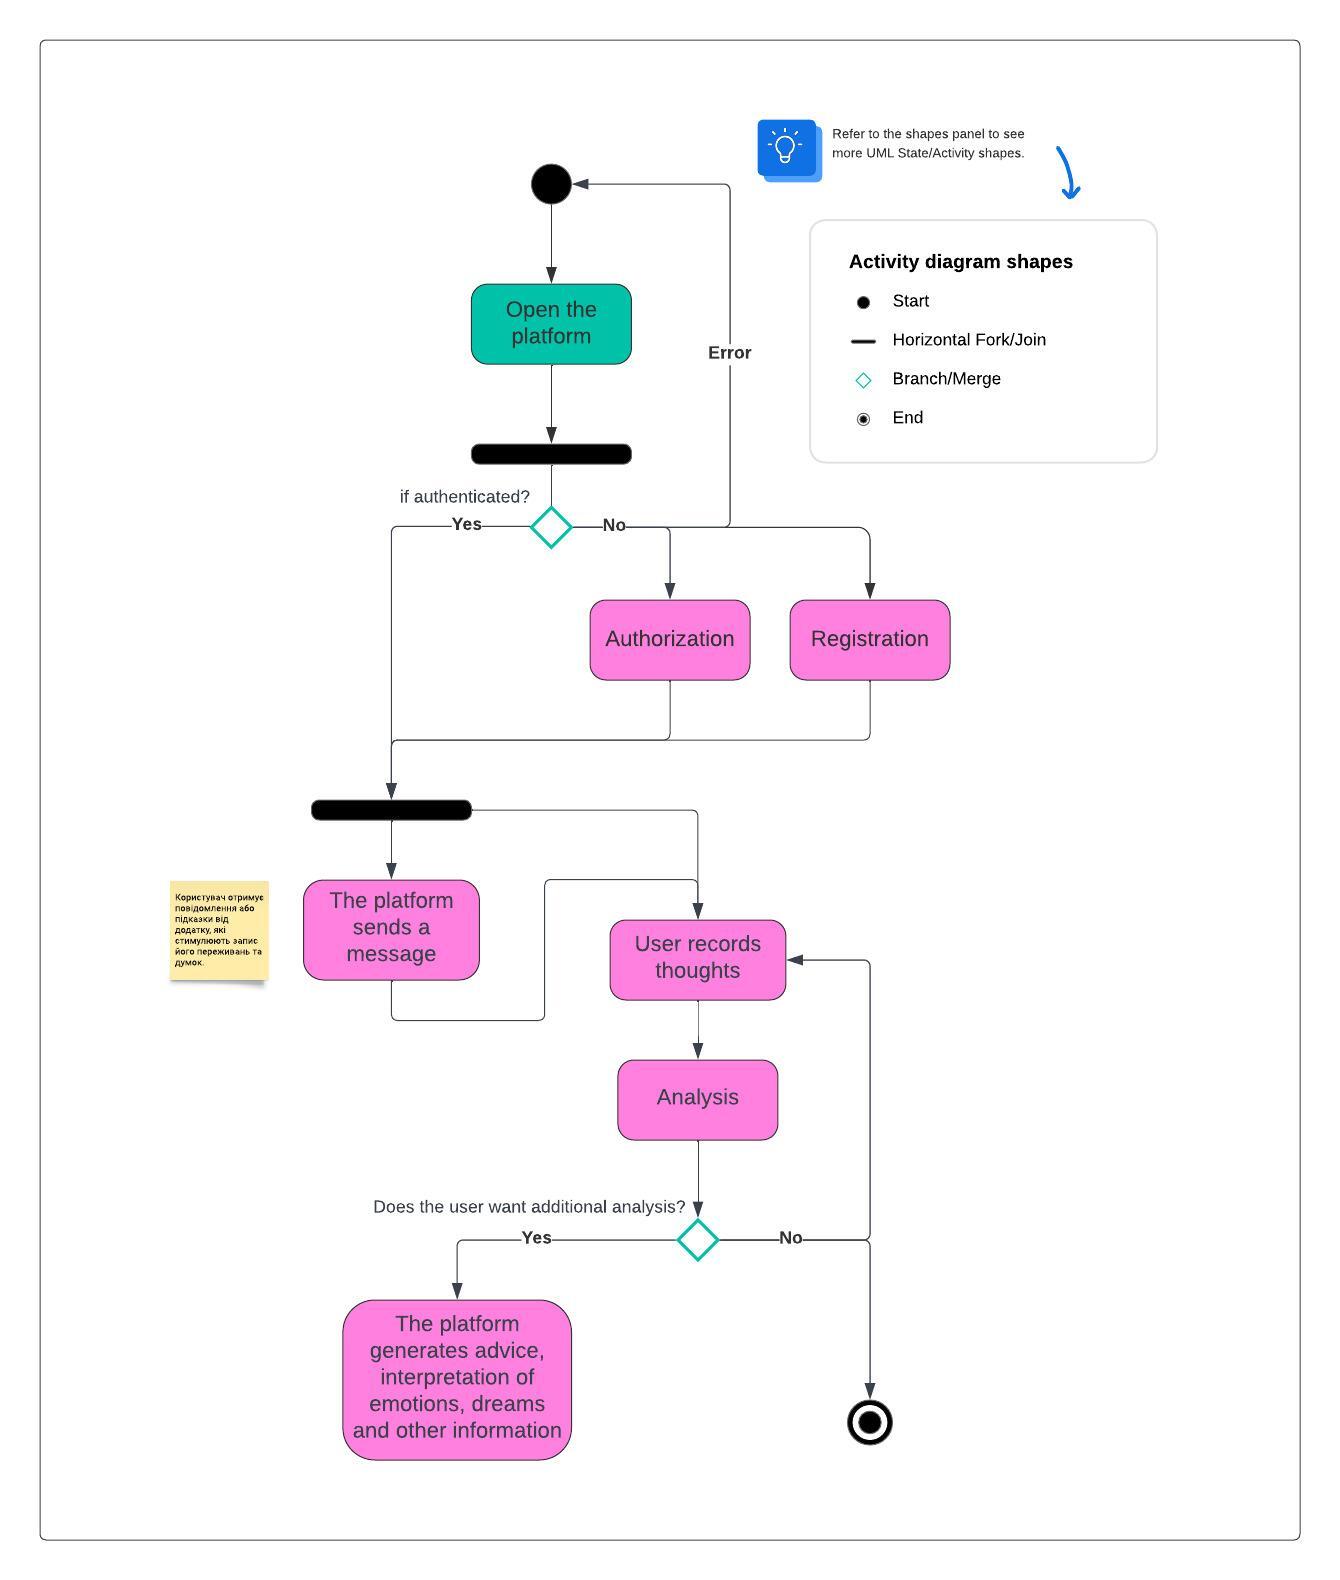 Refer to the shapes panel to see
more UML State/Activity shapes.
Activity diagram shapes
Start
Horizontal Fork/Join
Branch/Merge
End
Open the
platform
Error
if authenticated?
Yes
No
Authorization
Registration
The platform
sends a
message
Користувач отримує
повідомлення або
підказки від
додатку, які
стимулюють запис
його переживань та
думок.
User records
thoughts
Analysis
Does the user want additional analysis?
Yes
No
The platform
generates advice,
interpretation of
emotions, dreams
and other information